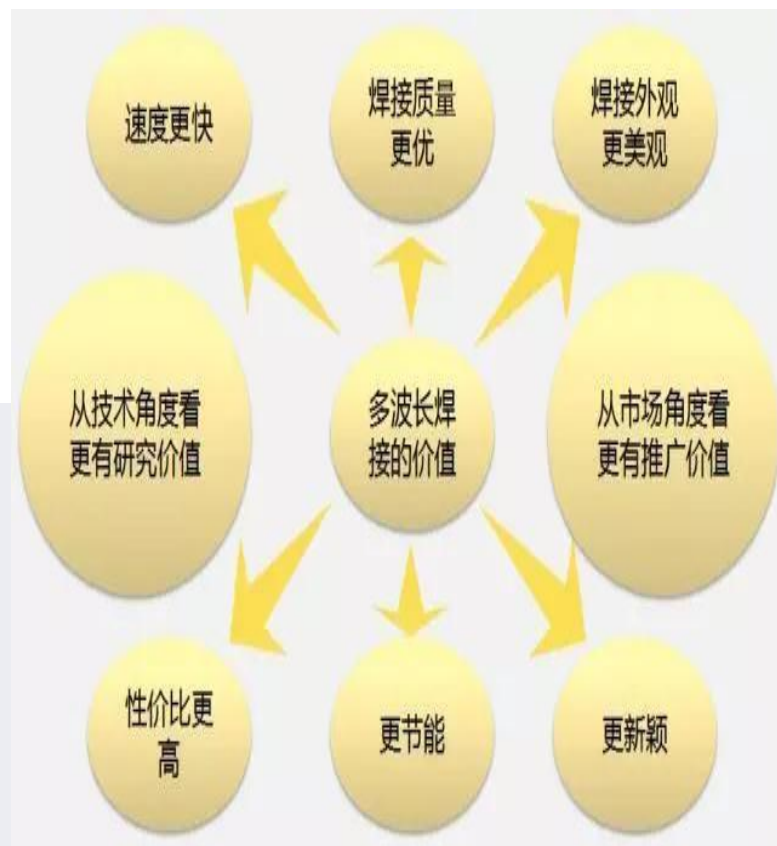 速度更快
焊接质量
更优
焊接外观
更美观
从技术角度看
更有研究价值
多波长焊
接的价值
从市场角度看
更有推广价值
性价比更
高
更节能
更新颖